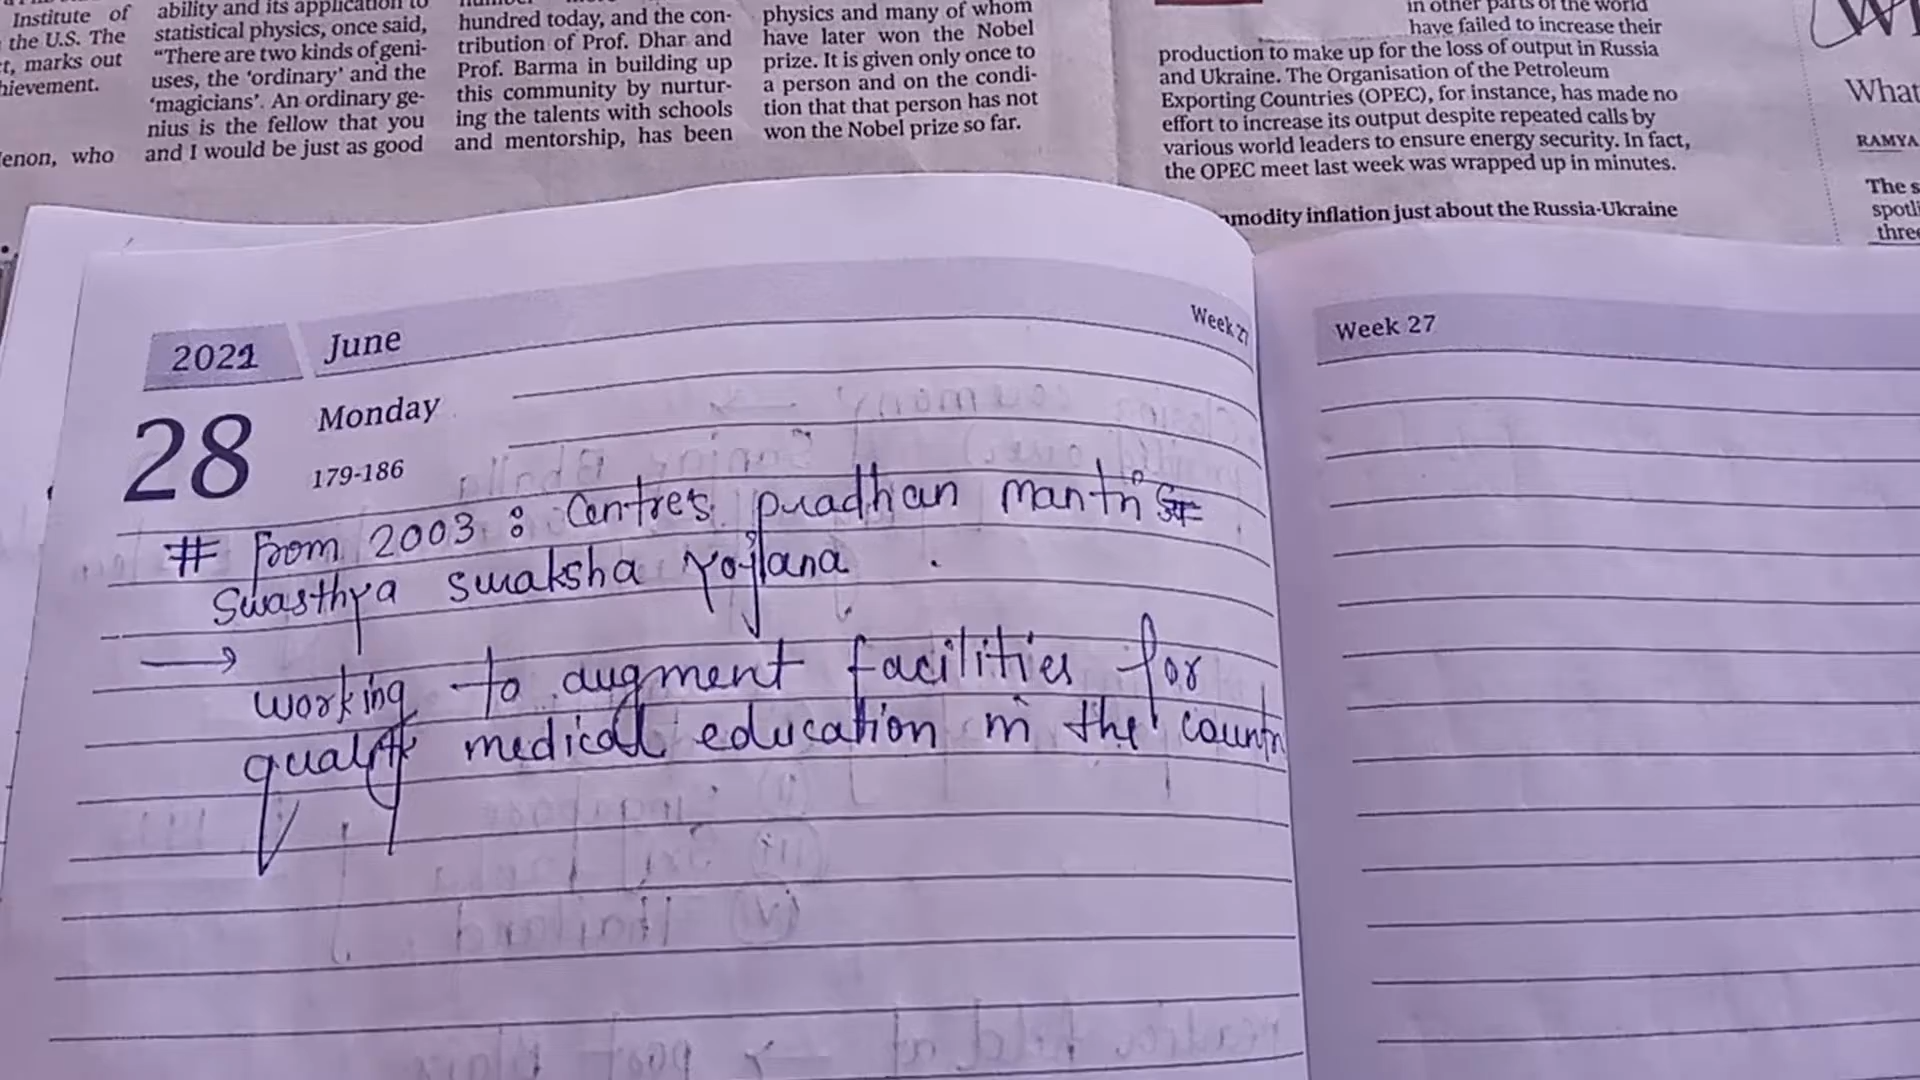 Institute of
the U.S. The
marks out
hievement.
enon, who
ability and its application to
statistical physics, once said,
“There are two kinds of geni-
uses, the ‘ordinary’ and the
‘magicians’. An ordinary ge-
nius is the fellow that you
and I would be just as good
hundred today, and the con-
tribution of Prof. Dhar and
Prof. Barma in building up
this community by nurtur-
ing the talents with schools
and mentorship, has been
physics and many of whom
have later won the Nobel
prize. It is given only once to
a person and on the condi-
tion that that person has not
won the Nobel prize so far.
in other parts of the world
have failed to increase their
production to make up for the loss of output in Russia
and Ukraine. The Organisation of the Petroleum
Exporting Countries (OPEC), for instance, has made no
effort to increase its output despite repeated calls by
various world leaders to ensure energy security. In fact,
the OPEC meet last week was wrapped up in minutes.
modity inflation just about the Russia-Ukraine
What
RAMYA
The s
spotli
three
2021 June Week 27
28 Monday
179-186
# From 2003 : Centre's pradhan mantri
Swasthya suraksha Yojana
→
working to augment facilities for
quality medical education in the countr
Week 27